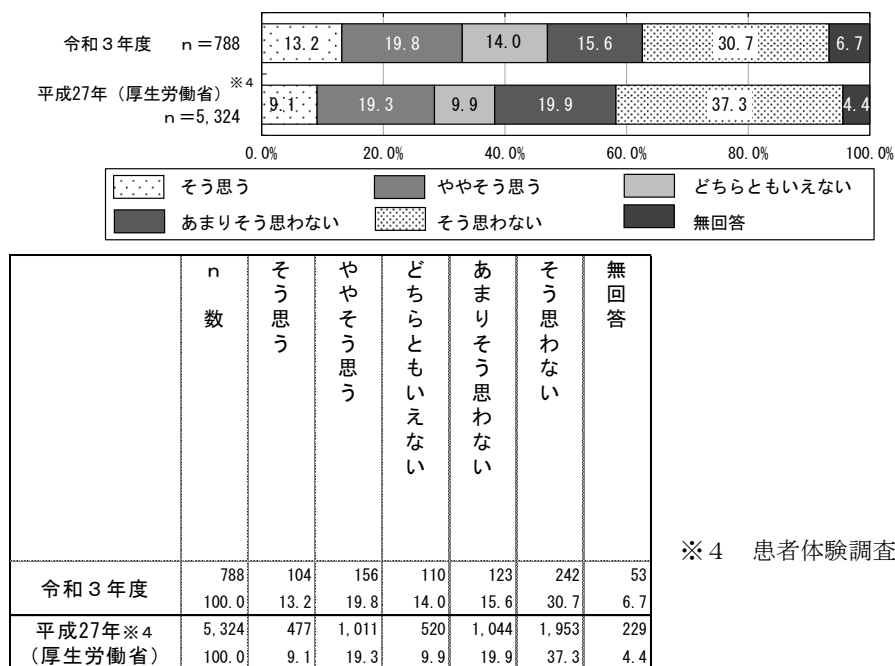 令和３年度 ｎ＝788
13.2 19.8 14.0 15.6 30.7 6.7
平成27年（厚生労働省）※4
ｎ＝5,324
9.1 19.3 9.9 19.9 37.3 4.4
0.0% 20.0% 40.0% 60.0% 80.0% 100.0%
そう思う ややそう思う どちらともいえない
あまりそう思わない そう思わない 無回答
ｎ数 そう思う ややそう思う どちらともいえない あまりそう思わない そう思わない 無回答
※４ 患者体験調査
令和３年度 788 104 156 110 123 242 53
100.0 13.2 19.8 14.0 15.6 30.7 6.7
平成27年※4 5,324 477 1,011 520 1,044 1,953 229
（厚生労働省） 100.0 9.1 19.3 9.9 19.9 37.3 4.4